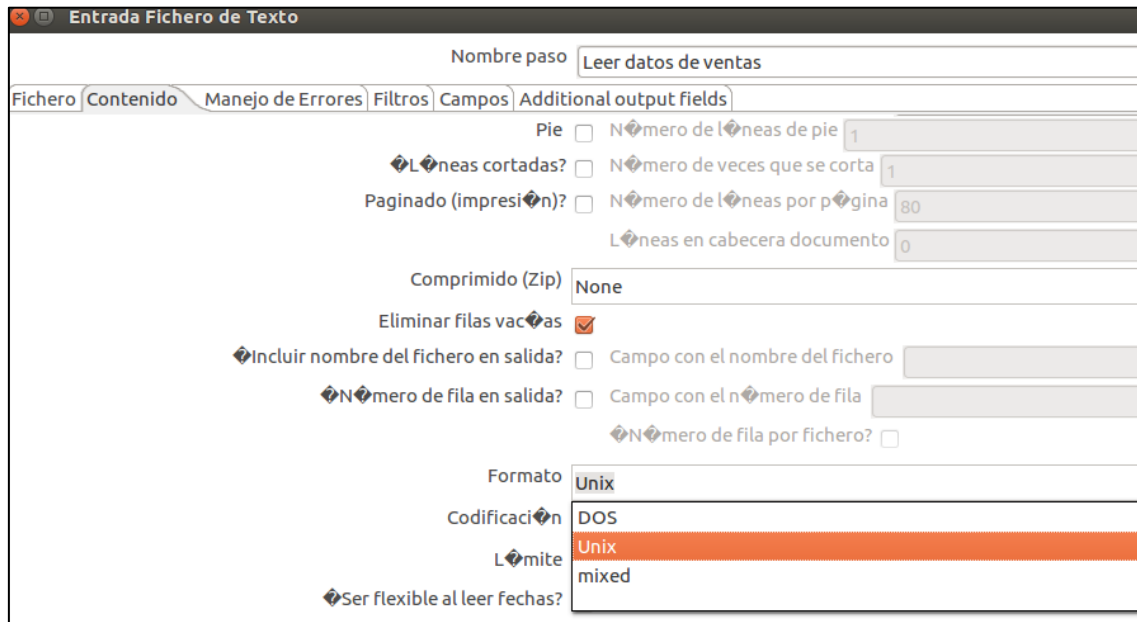 Entrada Fichero de Texto
Nombre paso Leer datos de ventas
Fichero Contenido Manejo de Errores Filtros Campos Additional output fields
Pie N�mero de l�neas de pie 1
�L�neas cortadas? N�mero de veces que se corta 1
Paginado (impresi�n)? N�mero de l�neas por p�gina 80
L�neas en cabecera documento 0
Comprimido (Zip) None
Eliminar filas vac�as
�Incluir nombre del fichero en salida? Campo con el nombre del fichero
�N�mero de fila en salida? Campo con el n�mero de fila
�N�mero de fila por fichero?
Formato Unix
Codificaci�n DOS
Unix
L�mite
mixed
�Ser flexible al leer fechas?